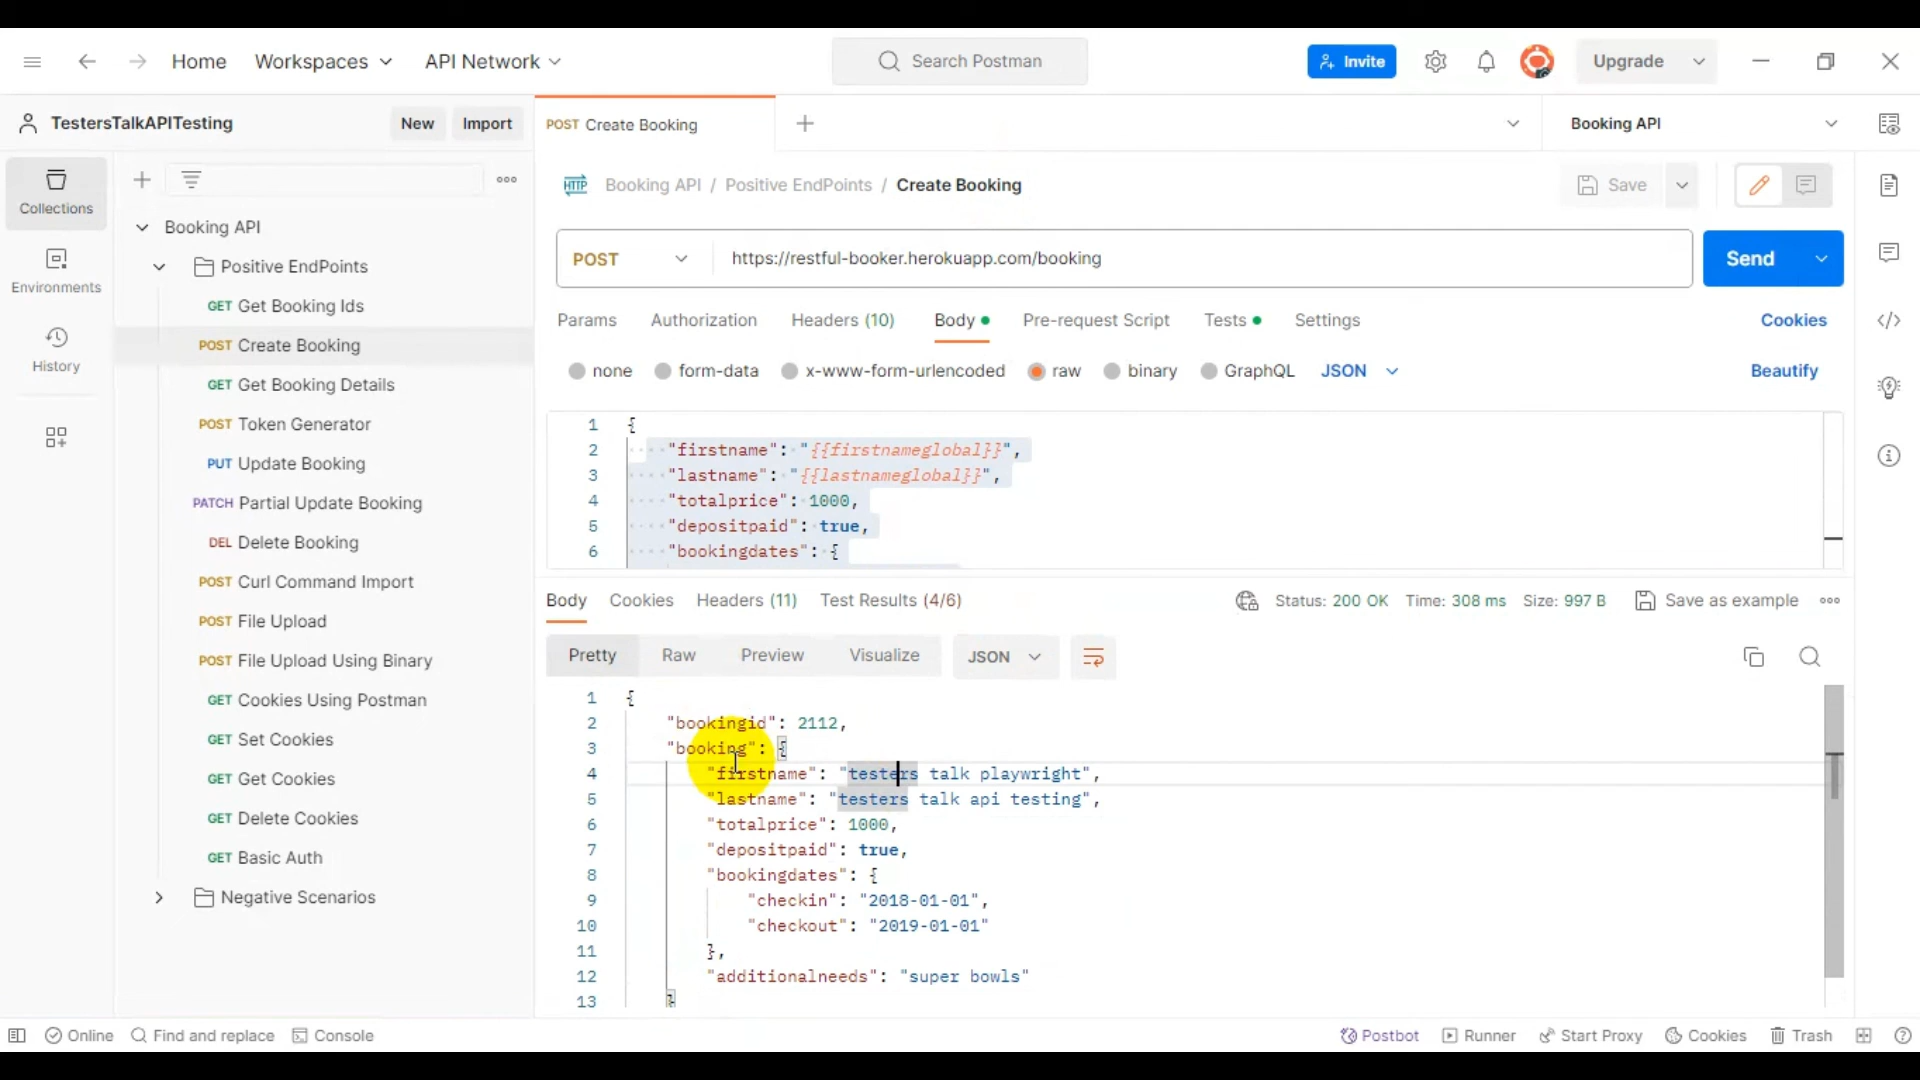 Home Workspaces API Network Search Postman Invite Upgrade
TestersTalkAPITesting New Import POST Create Booking Booking API
Collections
Environments
History
Booking API
Positive EndPoints
GET Get Booking Ids
POST Create Booking
GET Get Booking Details
POST Token Generator
PUT Update Booking
PATCH Partial Update Booking
DEL Delete Booking
POST Curl Command Import
POST File Upload
POST File Upload Using Binary
GET Cookies Using Postman
GET Set Cookies
GET Get Cookies
GET Delete Cookies
GET Basic Auth
Negative Scenarios
HTTP Booking API / Positive EndPoints / Create Booking Save
POST https://restful-booker.herokuapp.com/booking Send
Params Authorization Headers (10) Body Pre-request Script Tests Settings Cookies
none form-data x-www-form-urlencoded raw binary GraphQL JSON Beautify
1 {
2 "firstname": "{{firstnameglobal}}",
3 "lastname": "{{lastnameglobal}}",
4 "totalprice": 1000,
5 "depositpaid": true,
6 "bookingdates": {
Body Cookies Headers (11) Test Results (4/6) Status: 200 OK Time: 308 ms Size: 997 B Save as example
Pretty Raw Preview Visualize JSON
1 {
2 "bookingid": 2112,
3 "booking": {
4 "firstname": "testers talk playwright",
5 "lastname": "testers talk api testing",
6 "totalprice": 1000,
7 "depositpaid": true,
8 "bookingdates": {
9 "checkin": "2018-01-01",
10 "checkout": "2019-01-01"
11 },
12 "additionalneeds": "super bowls"
13 }
Online Find and replace Console Postbot Runner Start Proxy Cookies Trash